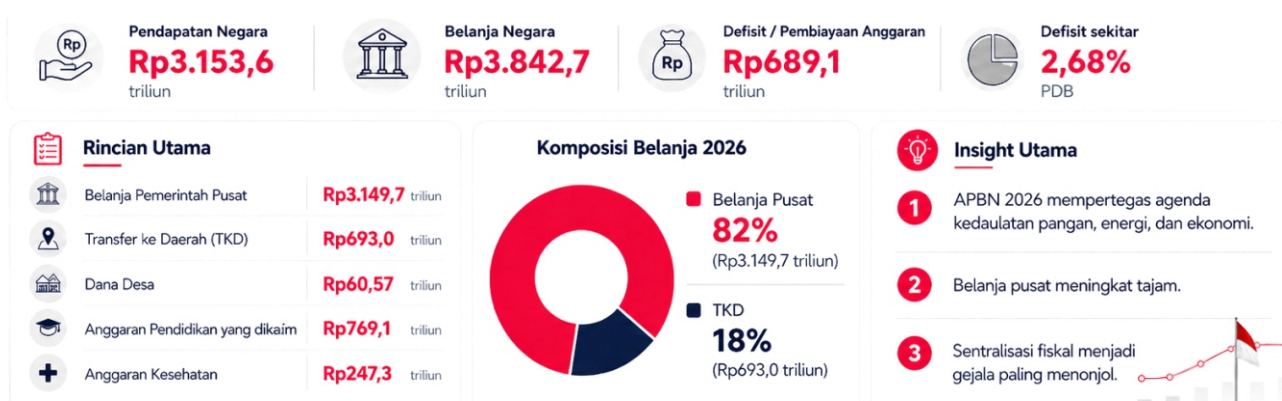 Pendapatan Negara
Rp3.153,6
triliun
Belanja Negara
Rp3.842,7
triliun
Defisit / Pembiayaan Anggaran
Rp689,1
triliun
Defisit sekitar
2,68%
PDB
Rp
Rp
Rincian Utama
Belanja Pemerintah Pusat Rp3.149,7 triliun
Transfer ke Daerah (TKD) Rp693,0 triliun
Dana Desa Rp60,57 triliun
Anggaran Pendidikan yang dikaim Rp769,1 triliun
Anggaran Kesehatan Rp247,3 triliun
Komposisi Belanja 2026
Belanja Pusat
82%
(Rp3.149,7 triliun)
TKD
18%
(Rp693,0 triliun)
Insight Utama
1
APBN 2026 mempertegas agenda
kedaulatan pangan, energi, dan ekonomi.
2
Belanja pusat meningkat tajam.
3
Sentralisasi fiskal menjadi
gejala paling menonjol.